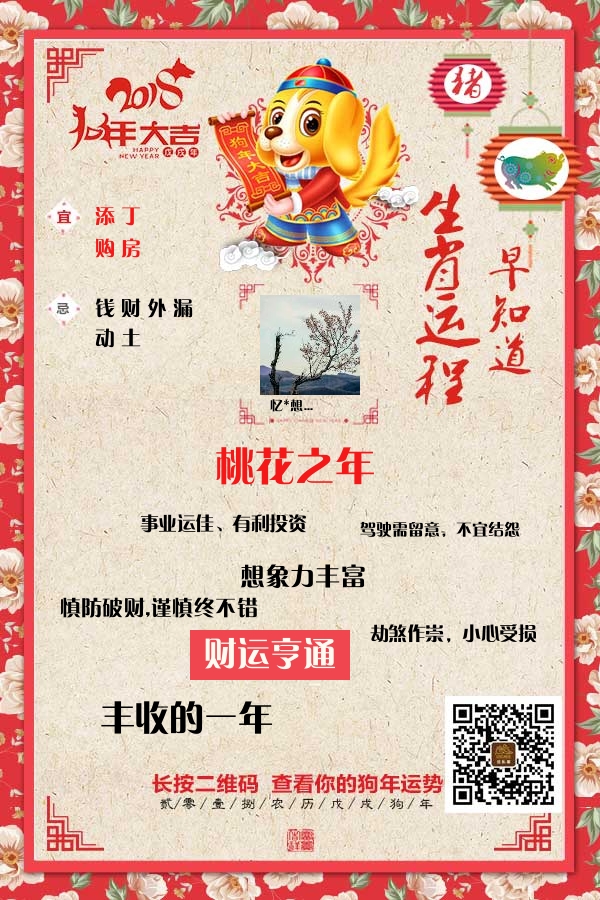 2018
狗年大吉
HAPPY
NEW YEAR
戊戌年
狗年大吉
猪
生肖运程
早知道
宜
添丁
购房
忌
钱财外漏
动土
忆*想...
HAPPY CHINESE NEW YEAR
桃花之年
事业运佳、有利投资
驾驶需留意，不宜结怨
想象力丰富
慎防破财,谨慎终不错
劫煞作祟，小心受损
财运亨通
丰收的一年
长按二维码 查看你的狗年运势
贰/零/壹/捌/农/历/戊/戌/狗/年